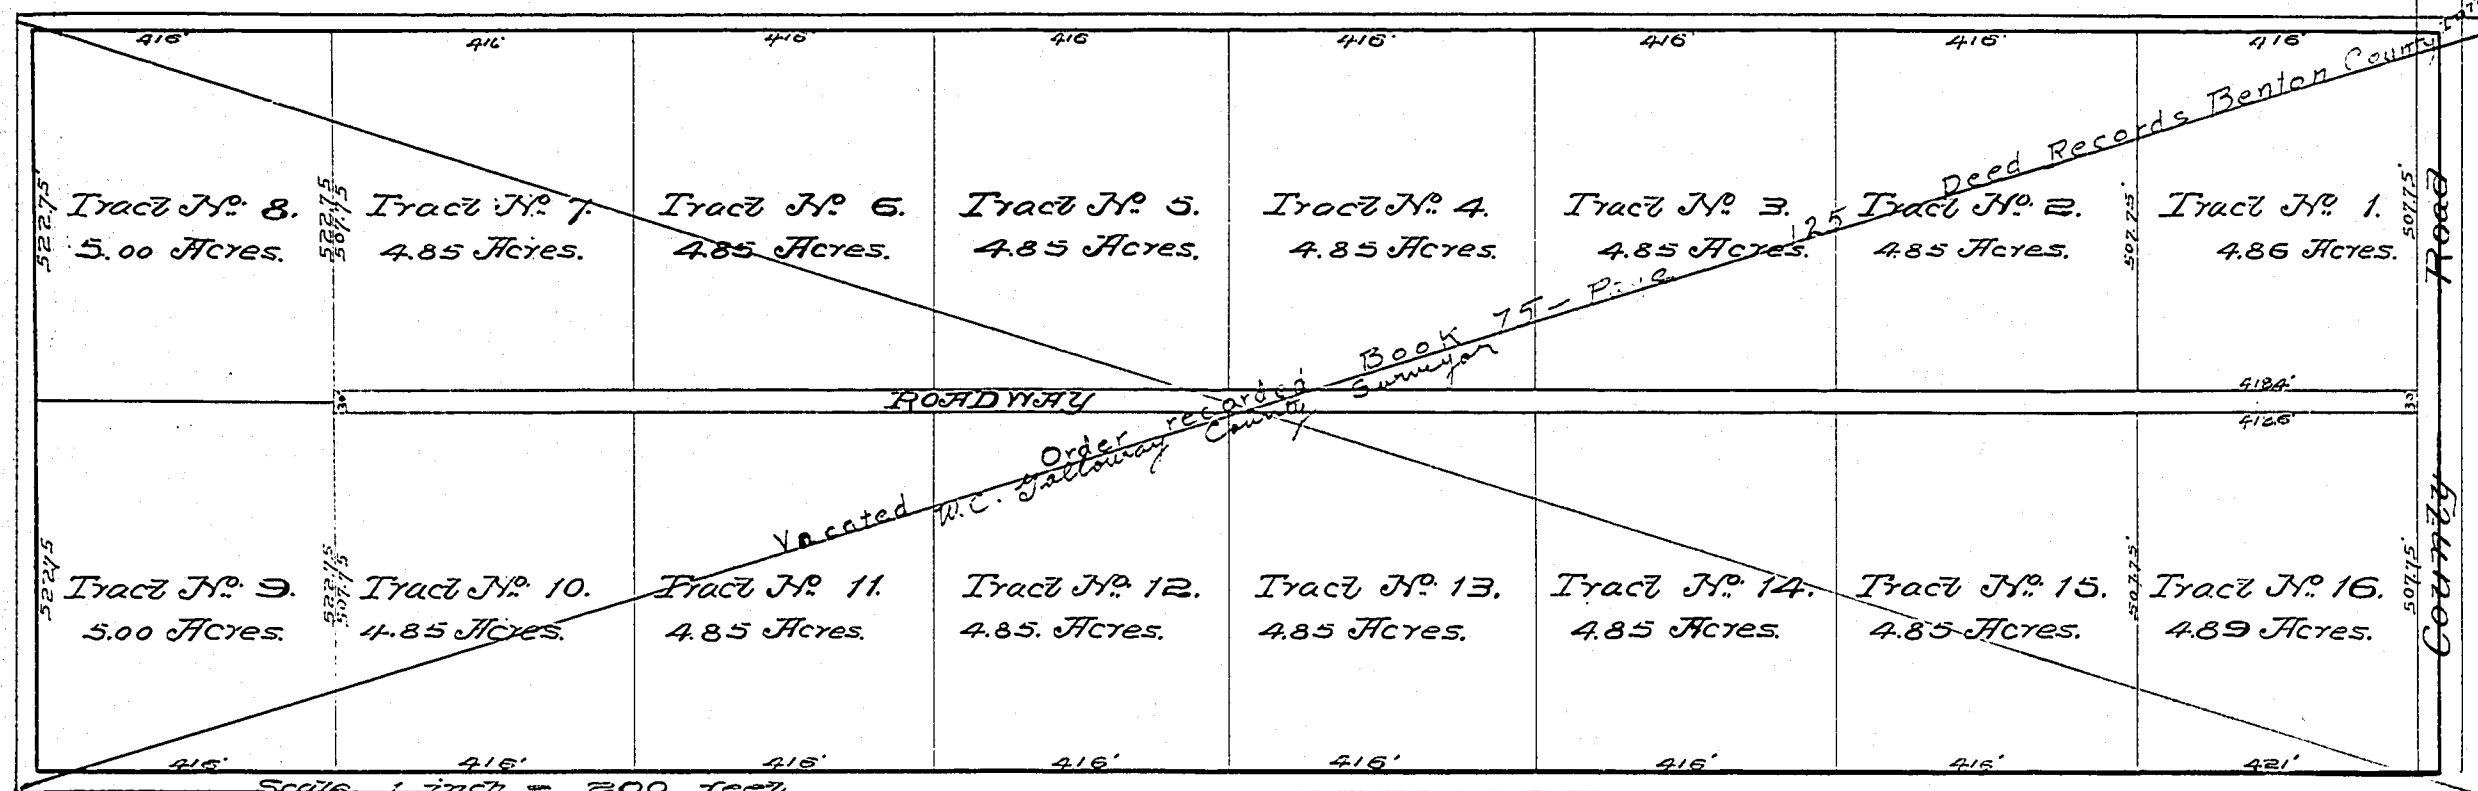 416' 416' 416' 416' 416' 416' 416' 416'
Tract No. 8.
5.00 Acres.
522.75'
522.75
507.75
Tract No. 7.
4.85 Acres.
Tract No. 6.
4.85 Acres.
Tract No. 5.
4.85 Acres.
Tract No. 4.
4.85 Acres.
Tract No. 3.
4.85 Acres.
Tract No. 2.
4.85 Acres.
507.75'
Tract No. 1.
4.86 Acres.
507.75'
County Road
418.4'
30' ROADWAY 30'
412.6'
Vacated Order recorded Book 75 - Page 125 Deed Records Benton County
W.C. Galloway County Surveyor
522.75
Tract No. 9.
5.00 Acres.
522.75
507.75
Tract No. 10.
4.85 Acres.
Tract No. 11.
4.85 Acres.
Tract No. 12.
4.85. Acres.
Tract No. 13.
4.85 Acres.
Tract No. 14.
4.85 Acres.
Tract No. 15.
4.85 Acres.
507.75'
Tract No. 16.
4.89 Acres.
507.75'
416' 416' 416' 416' 416' 416' 416' 421'
Scale 1 inch = 200 feet